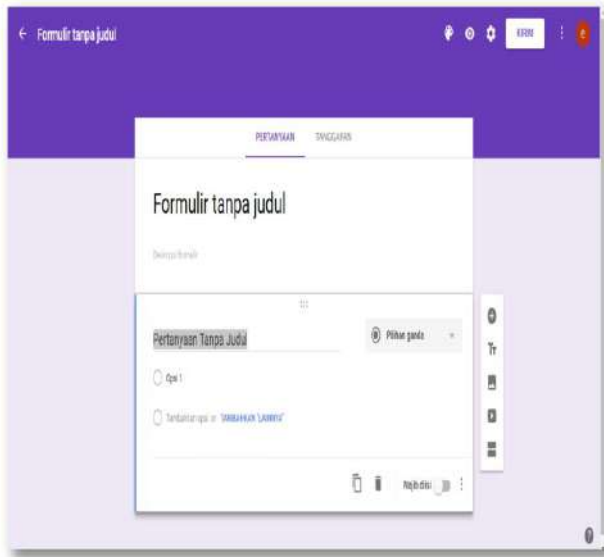 Formulir tanpa judul
KIRIM
e
PERTANYAAN TANGGAPAN
Formulir tanpa judul
Deskripsi formulir
Pertanyaan Tanpa Judul
Pilihan ganda
Opsi 1
Tambahkan opsi or TAMBAHKAN "LAINNYA"
Wajib diisi